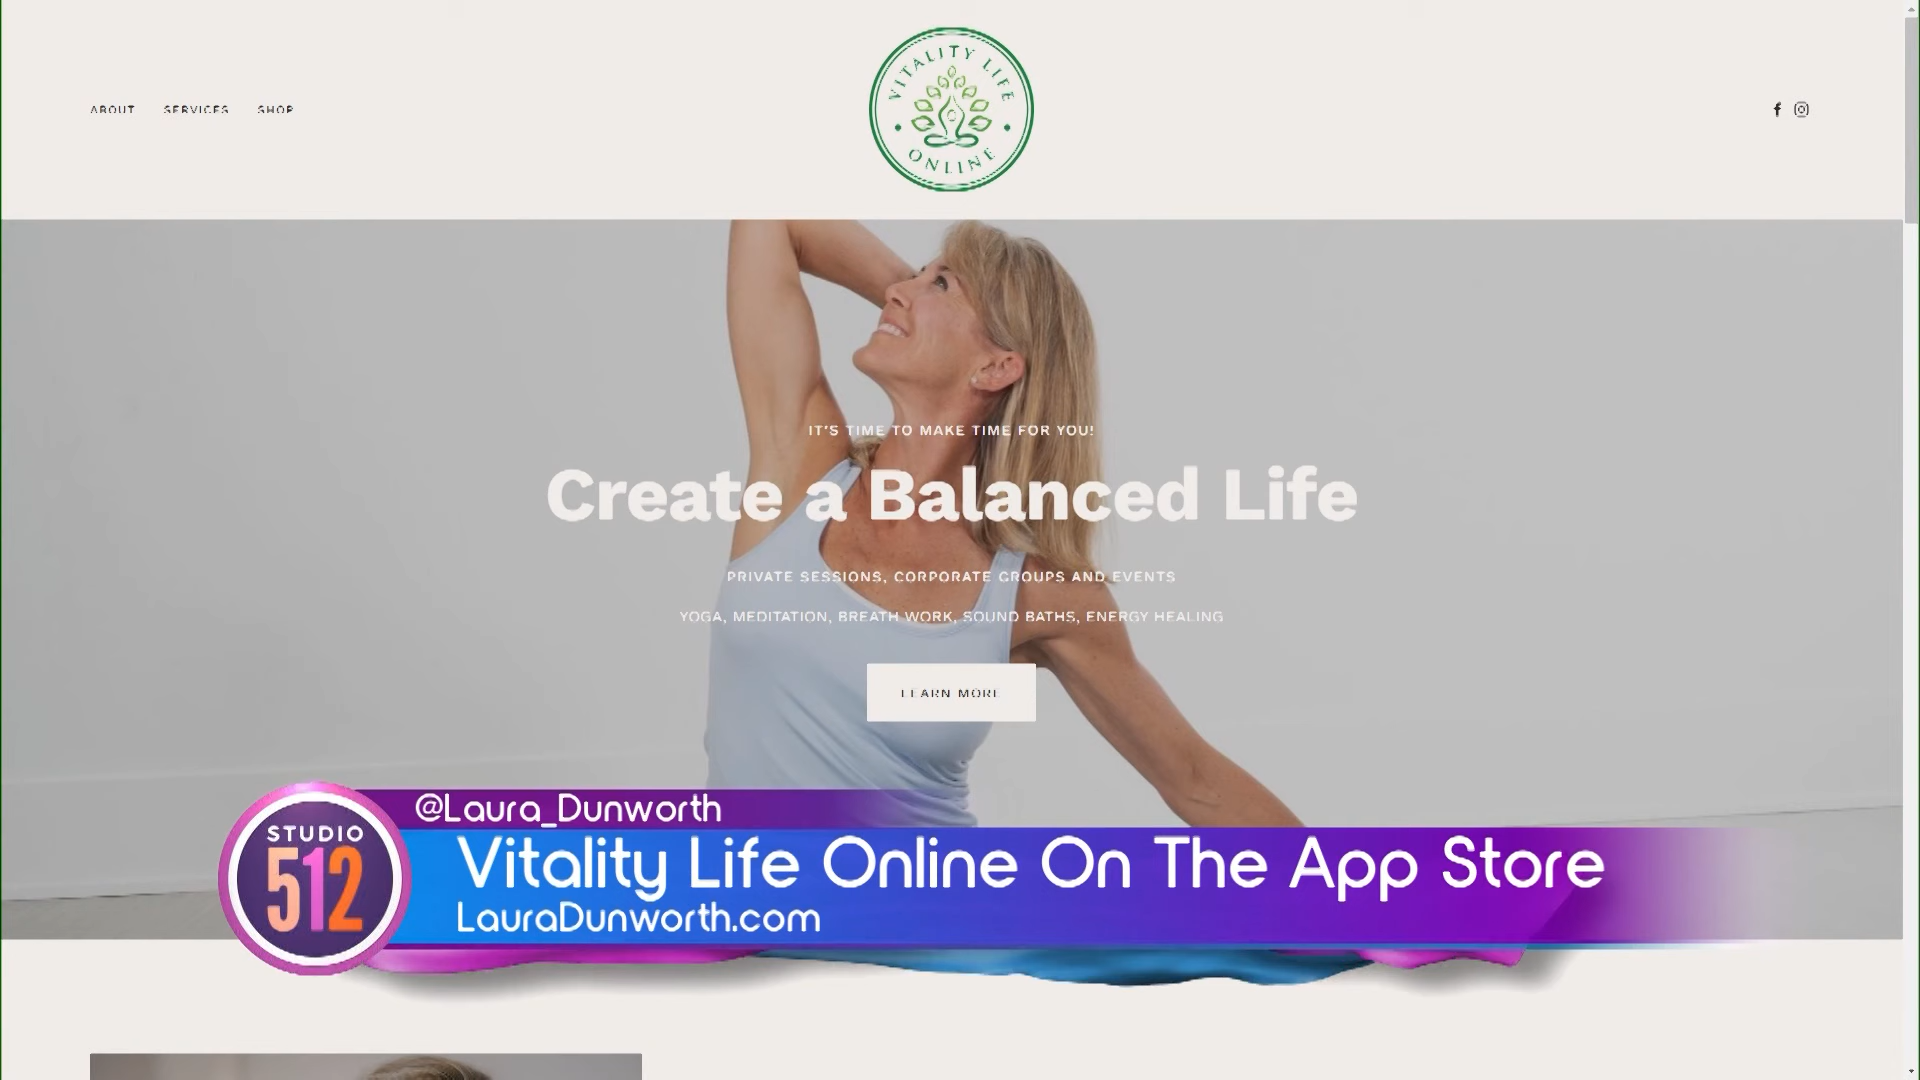 VITALITY LIFE
ONLINE
ABOUT SERVICES SHOP
IT'S TIME TO MAKE TIME FOR YOU!
Create a Balanced Life
PRIVATE SESSIONS, CORPORATE GROUPS AND EVENTS
YOGA, MEDITATION, BREATH WORK, SOUND BATHS, ENERGY HEALING
LEARN MORE
@Laura_Dunworth
STUDIO
512
Vitality Life Online On The App Store
LauraDunworth.com